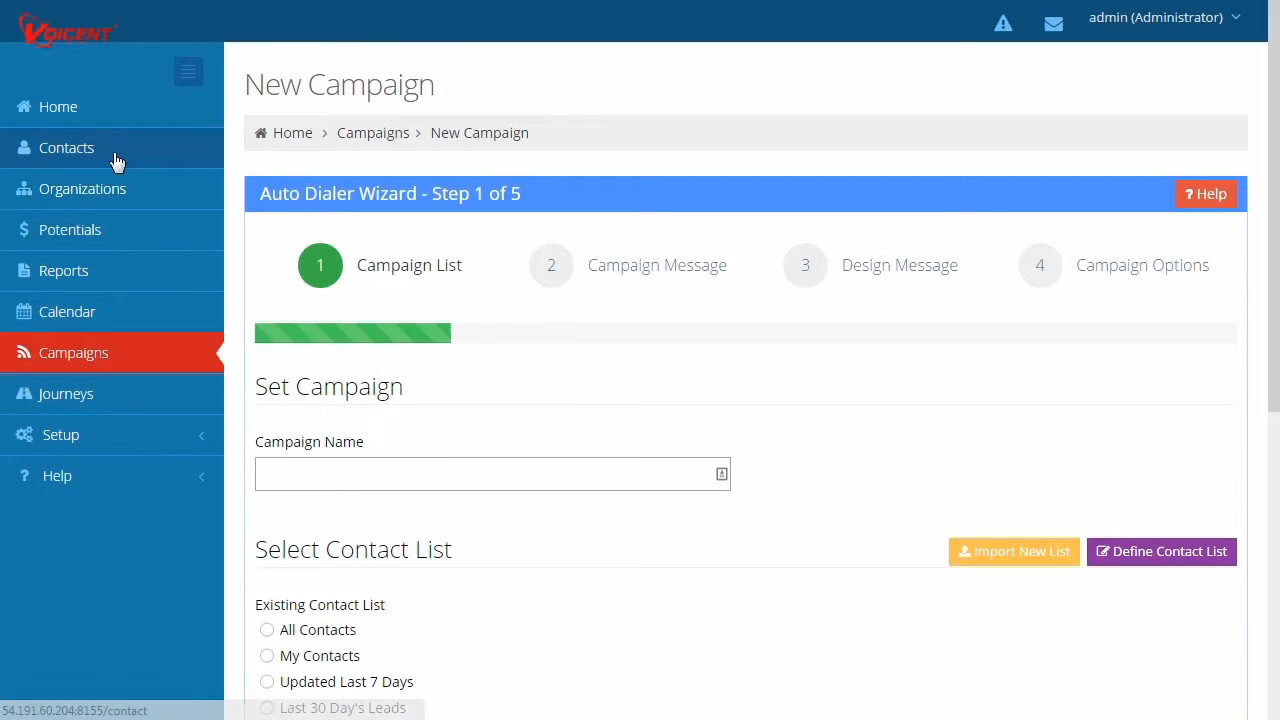 VOICENT
admin (Administrator)
Home
Contacts
Organizations
Potentials
Reports
Calendar
Campaigns
Journeys
Setup
Help
New Campaign
Home > Campaigns > New Campaign
Auto Dialer Wizard - Step 1 of 5
? Help
1 Campaign List 2 Campaign Message 3 Design Message 4 Campaign Options
Set Campaign
Campaign Name
Select Contact List
Import New List
Define Contact List
Existing Contact List
All Contacts
My Contacts
Updated Last 7 Days
Last 30 Day's Leads
54.191.60.204:8155/contact